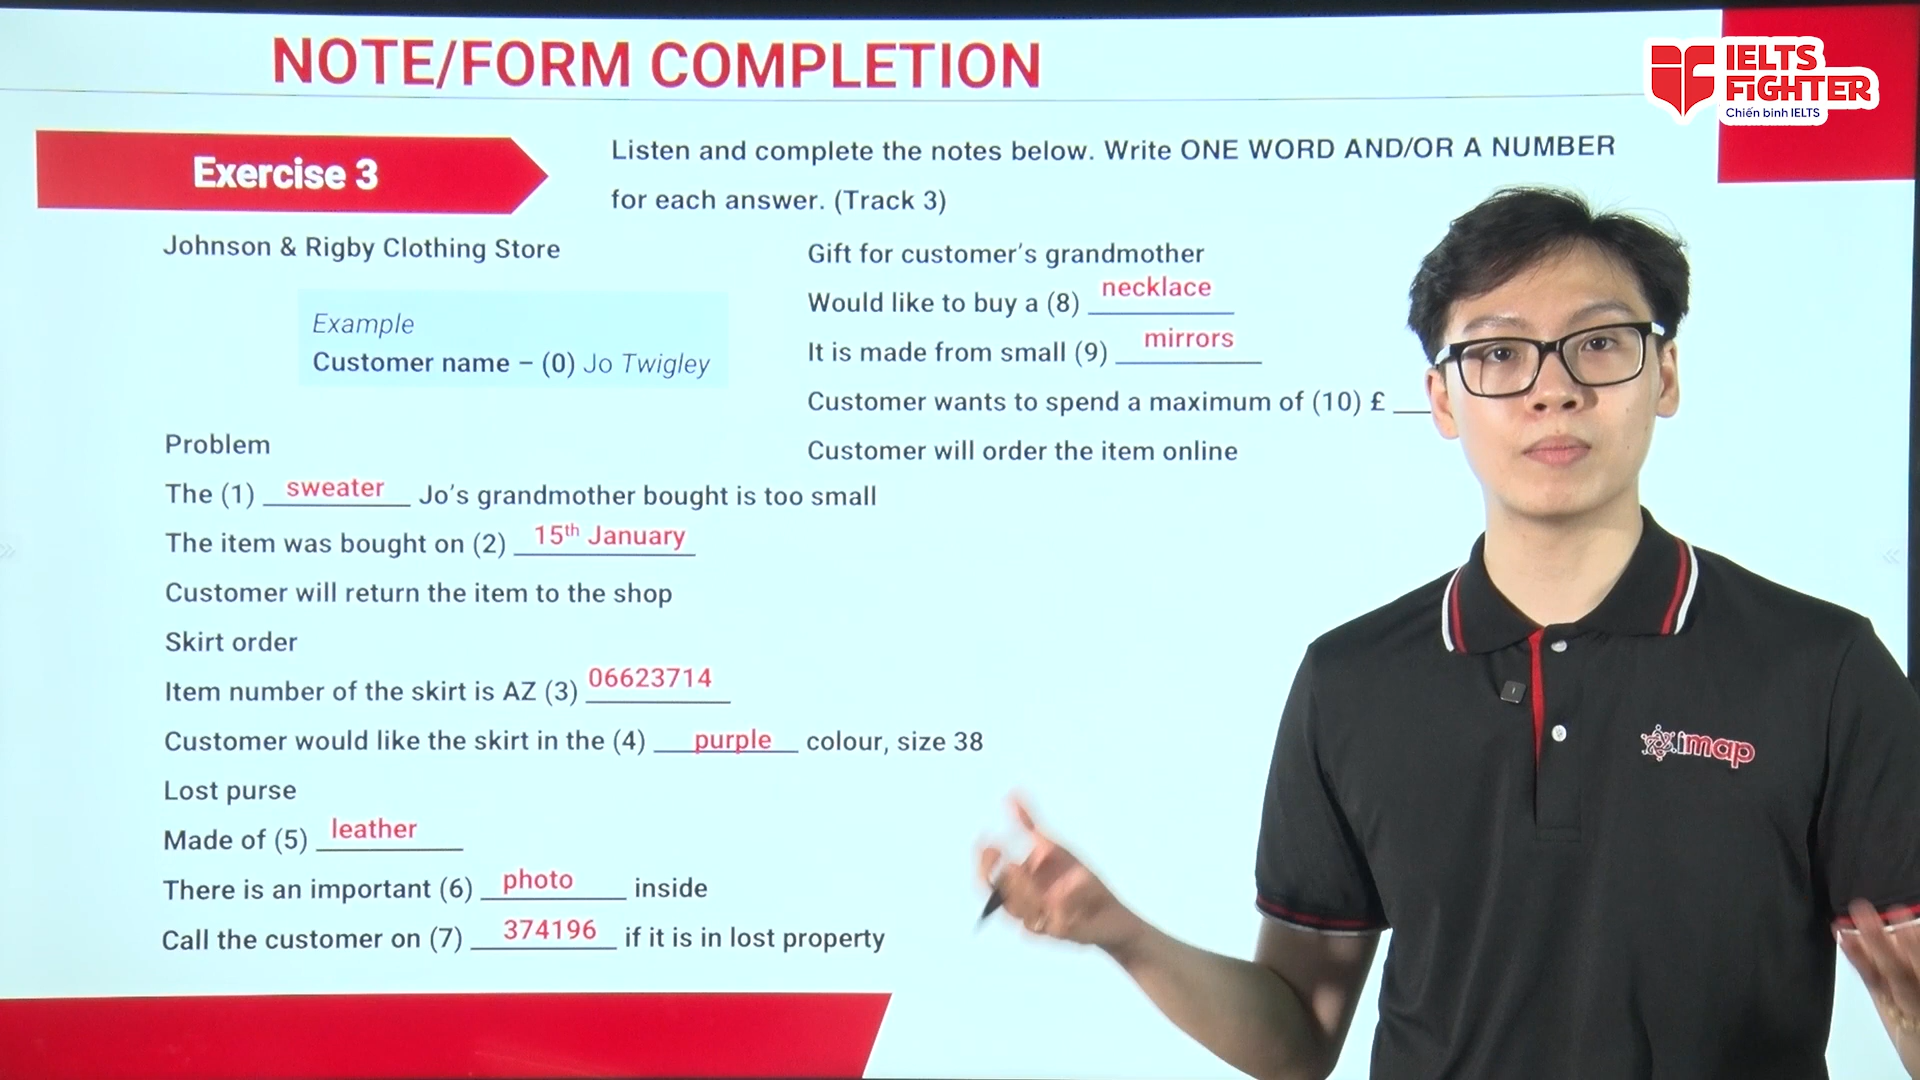 NOTE/FORM COMPLETION
IELTS
FiGHTER
Chiến binh IELTS
Exercise 3
Listen and complete the notes below. Write ONE WORD AND/OR A NUMBER
for each answer. (Track 3)
Johnson & Rigby Clothing Store
Example
Customer name – (0) Jo Twigley
Problem
The (1) sweater Jo's grandmother bought is too small
The item was bought on (2) 15th January
Customer will return the item to the shop
Skirt order
Item number of the skirt is AZ (3) 06623714
Customer would like the skirt in the (4) purple colour, size 38
Lost purse
Made of (5) leather
There is an important (6) photo inside
Call the customer on (7) 374196 if it is in lost property
Gift for customer's grandmother
Would like to buy a (8) necklace
It is made from small (9) mirrors
Customer wants to spend a maximum of (10) £
Customer will order the item online
imap